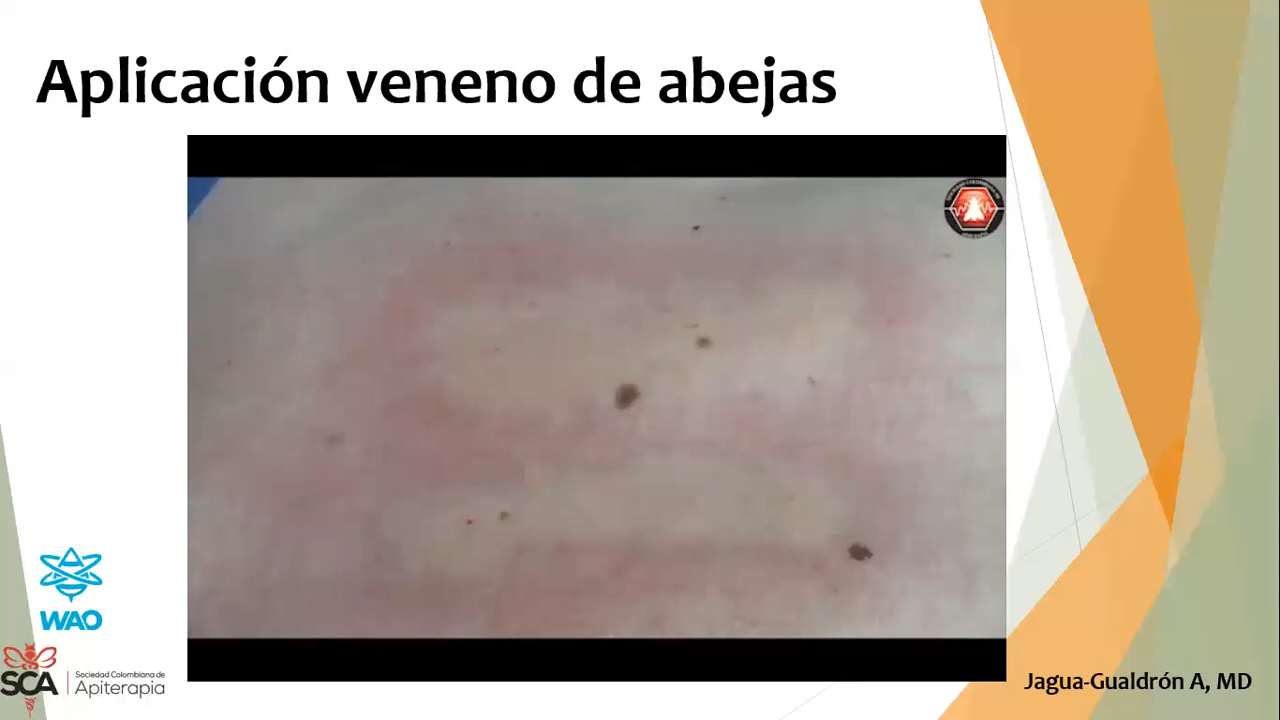 Aplicación veneno de abejas
WAO
SCA
Sociedad Colombiana de
Apiterapia
Jagua-Gualdrón A, MD